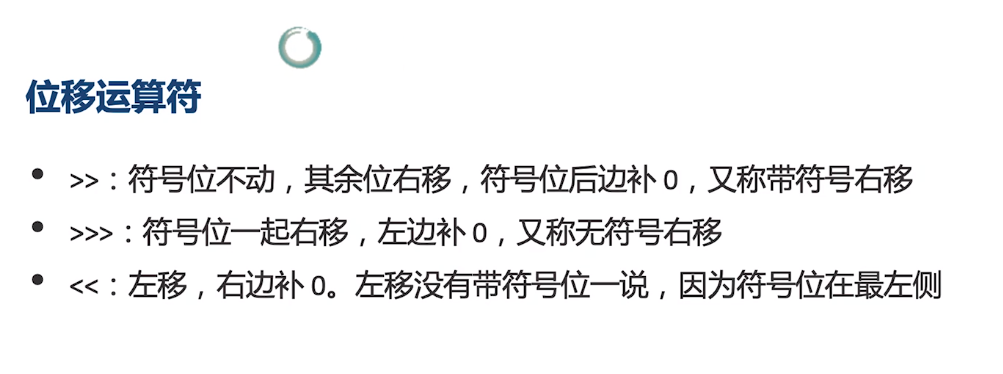 位移运算符
• >>：符号位不动，其余位右移，符号位后边补 0，又称带符号右移
• >>>：符号位一起右移，左边补 0，又称无符号右移
• <<：左移，右边补 0。左移没有带符号位一说，因为符号位在最左侧